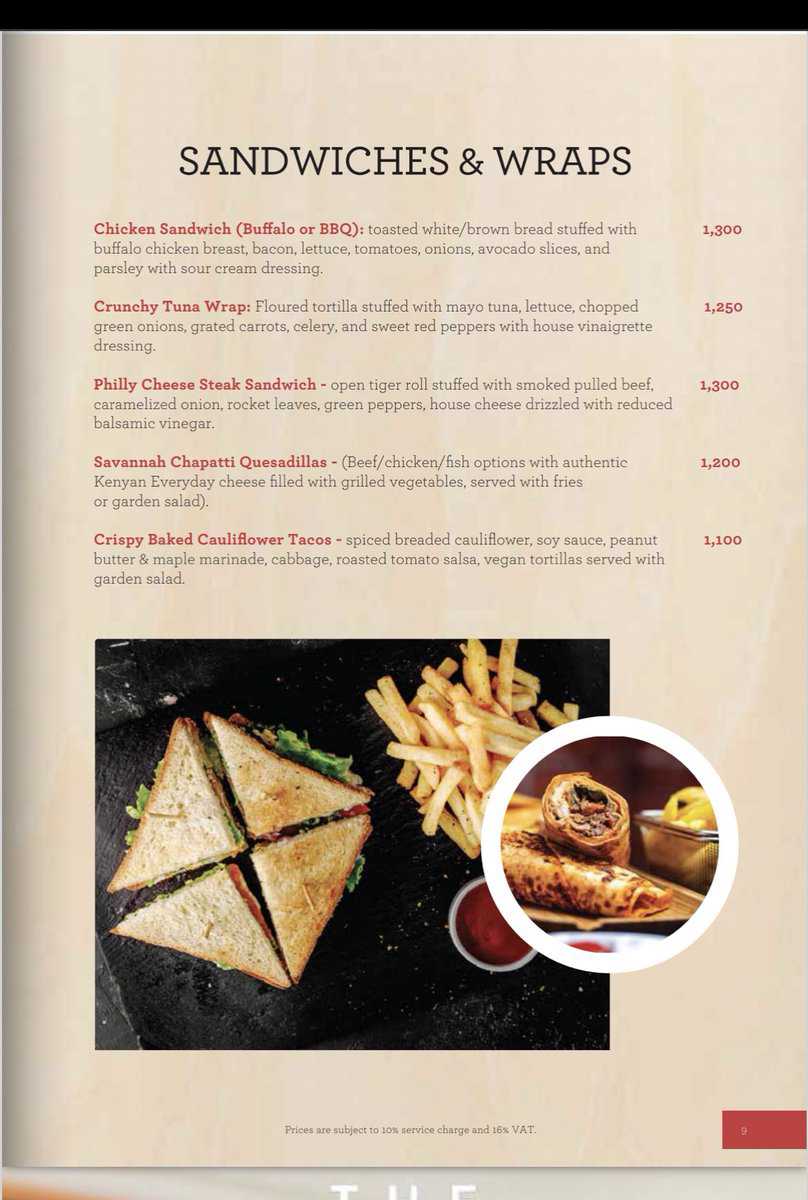 SANDWICHES & WRAPS
Chicken Sandwich (Buffalo or BBQ): toasted white/brown bread stuffed with 1,300
buffalo chicken breast, bacon, lettuce, tomatoes, onions, avocado slices, and
parsley with sour cream dressing.
Crunchy Tuna Wrap: Floured tortilla stuffed with mayo tuna, lettuce, chopped 1,250
green onions, grated carrots, celery, and sweet red peppers with house vinaigrette
dressing.
Philly Cheese Steak Sandwich - open tiger roll stuffed with smoked pulled beef, 1,300
caramelized onion, rocket leaves, green peppers, house cheese drizzled with reduced
balsamic vinegar.
Savannah Chapatti Quesadillas - (Beef/chicken/fish options with authentic 1,200
Kenyan Everyday cheese filled with grilled vegetables, served with fries
or garden salad).
Crispy Baked Cauliflower Tacos - spiced breaded cauliflower, soy sauce, peanut 1,100
butter & maple marinade, cabbage, roasted tomato salsa, vegan tortillas served with
garden salad.
Prices are subject to 10% service charge and 16% VAT.
9
THE